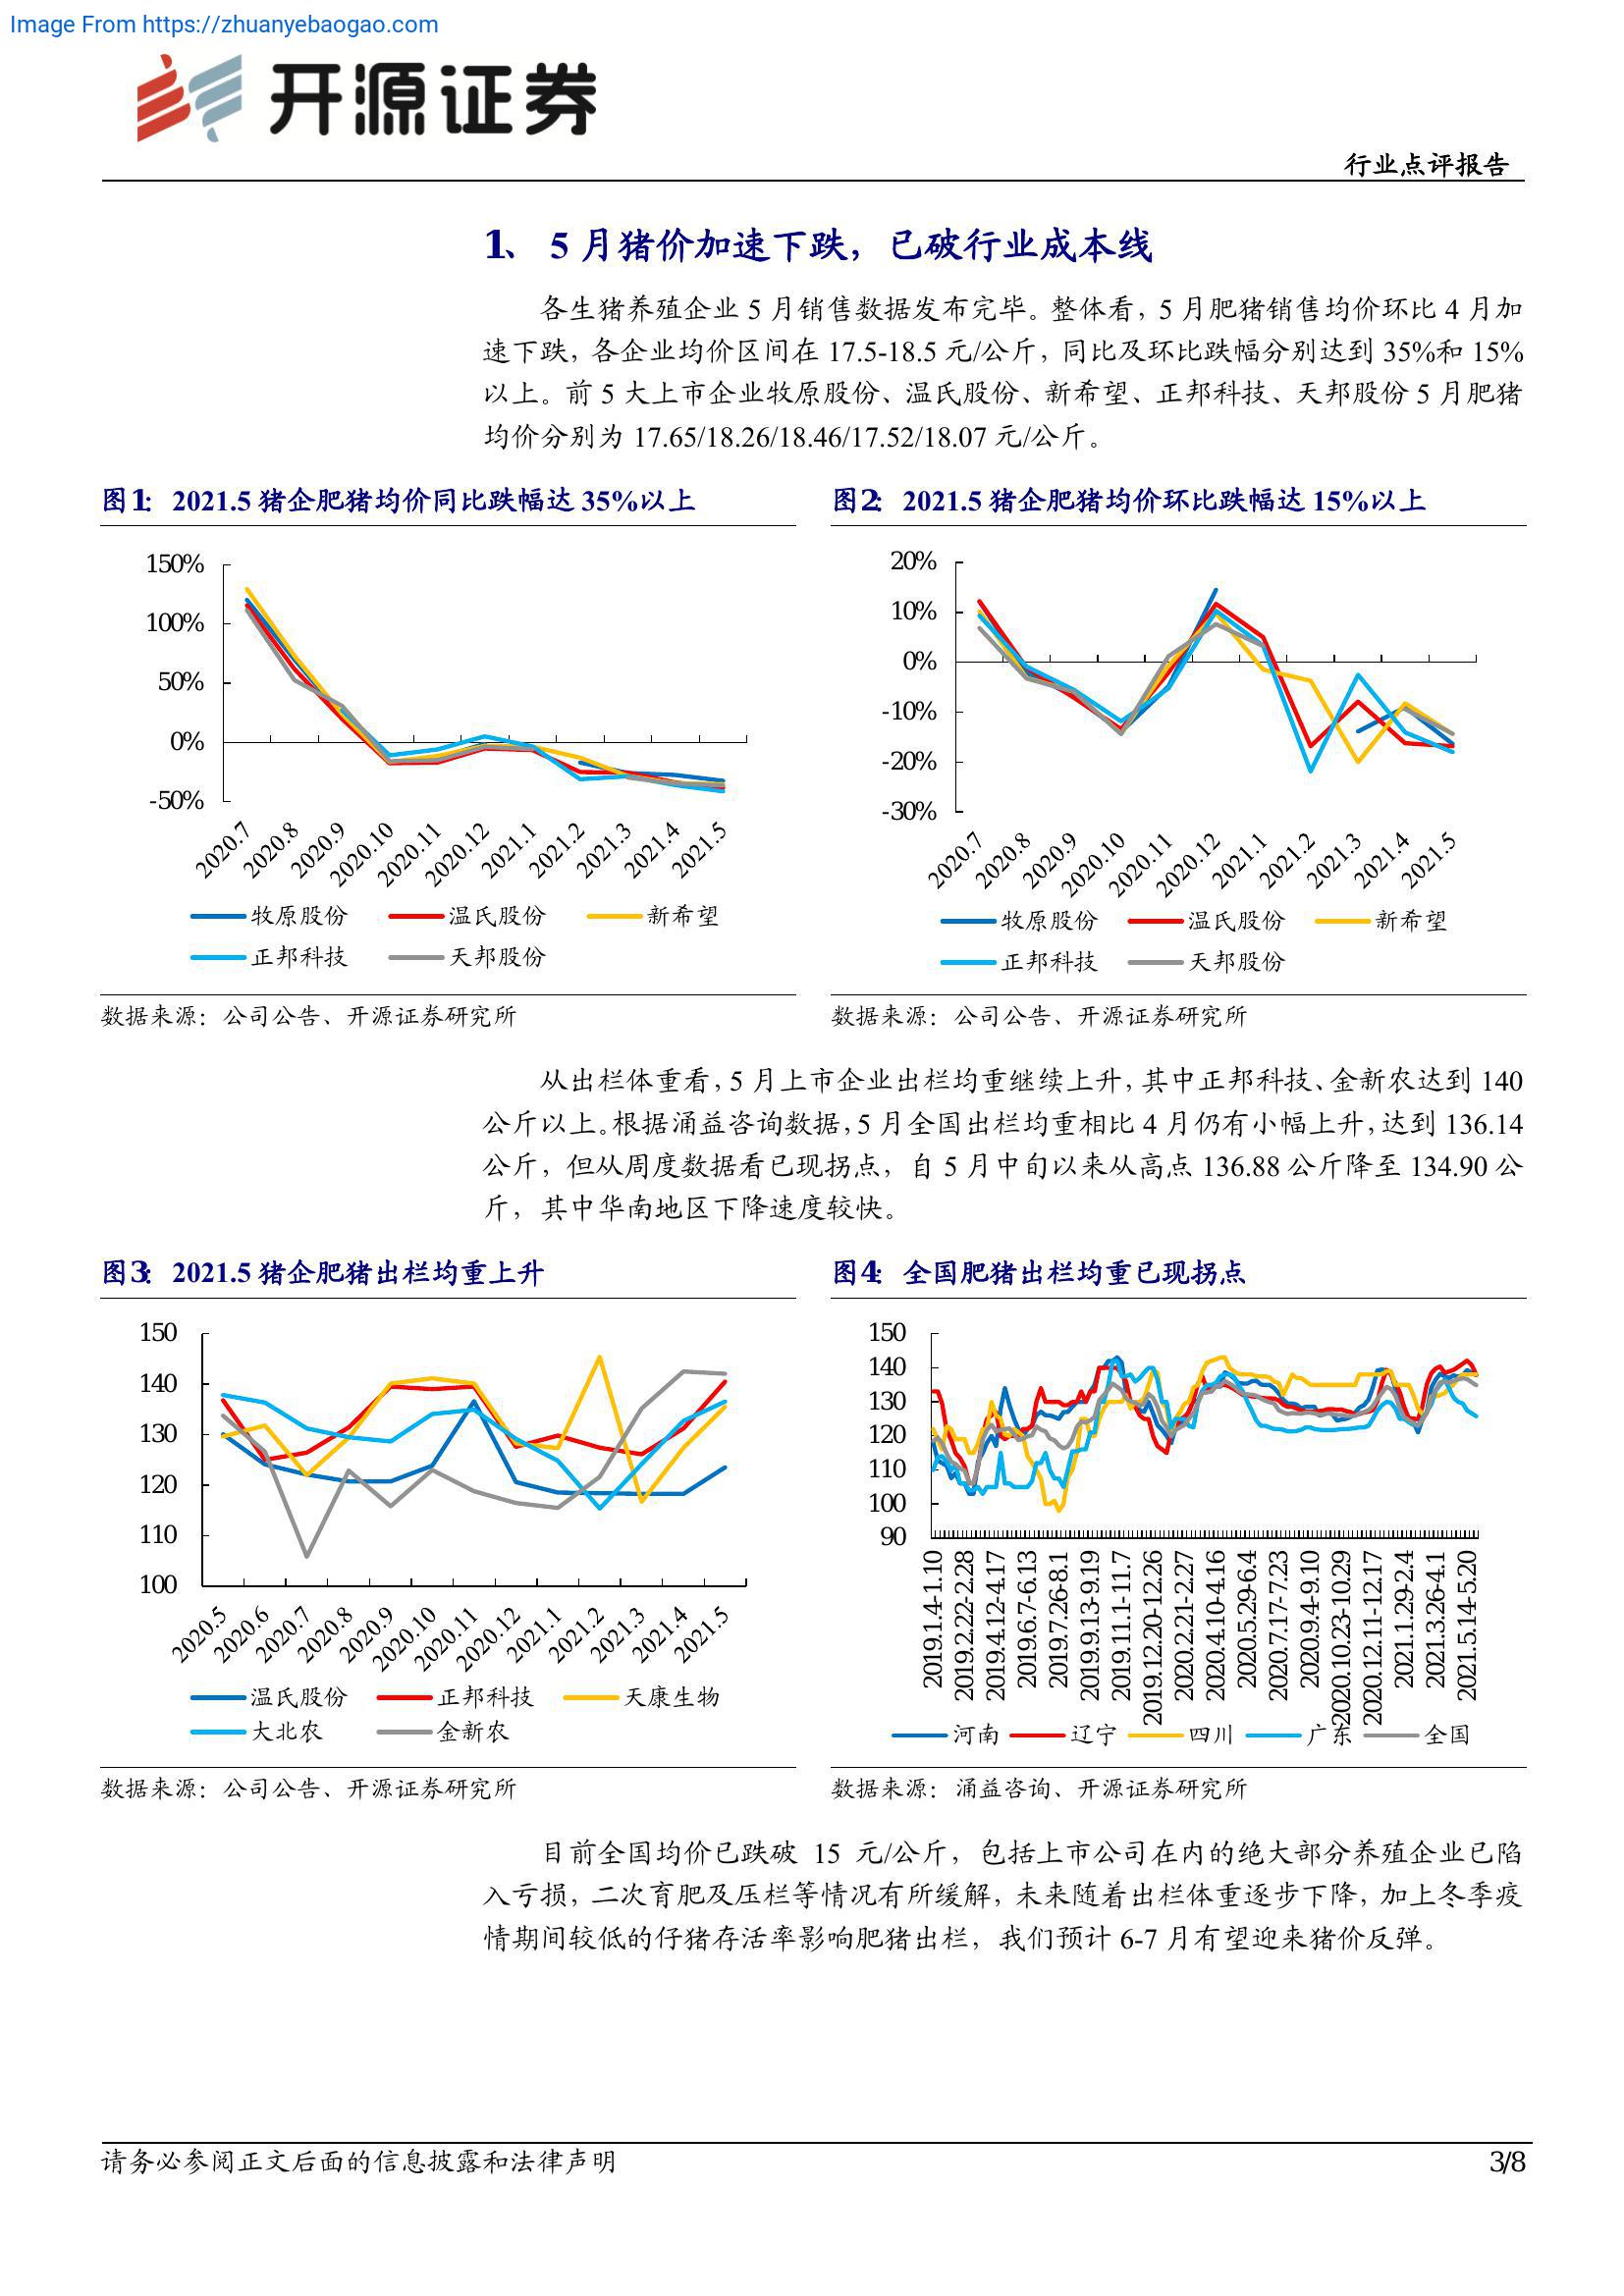 Image From https://zhuanyebaogao.com
开源证券
行业点评报告
1、 5 月猪价加速下跌，已破行业成本线
各生猪养殖企业 5 月销售数据发布完毕。整体看，5 月肥猪销售均价环比 4 月加
速下跌，各企业均价区间在 17.5-18.5 元/公斤，同比及环比跌幅分别达到 35%和 15%
以上。前 5 大上市企业牧原股份、温氏股份、新希望、正邦科技、天邦股份 5 月肥猪
均价分别为 17.65/18.26/18.46/17.52/18.07 元/公斤。
图1： 2021.5 猪企肥猪均价同比跌幅达 35%以上
150%
100%
50%
0%
-50%
2020.7
2020.8
2020.9
2020.10
2020.11
2020.12
2021.1
2021.2
2021.3
2021.4
2021.5
牧原股份 温氏股份 新希望
正邦科技 天邦股份
数据来源：公司公告、开源证券研究所
图2： 2021.5 猪企肥猪均价环比跌幅达 15%以上
20%
10%
0%
-10%
-20%
-30%
2020.7
2020.8
2020.9
2020.10
2020.11
2020.12
2021.1
2021.2
2021.3
2021.4
2021.5
牧原股份 温氏股份 新希望
正邦科技 天邦股份
数据来源：公司公告、开源证券研究所
从出栏体重看，5 月上市企业出栏均重继续上升，其中正邦科技、金新农达到 140
公斤以上。根据涌益咨询数据，5 月全国出栏均重相比 4 月仍有小幅上升，达到 136.14
公斤，但从周度数据看已现拐点，自 5 月中旬以来从高点 136.88 公斤降至 134.90 公
斤，其中华南地区下降速度较快。
图3： 2021.5 猪企肥猪出栏均重上升
150
140
130
120
110
100
2020.5
2020.6
2020.7
2020.8
2020.9
2020.10
2020.11
2020.12
2021.1
2021.2
2021.3
2021.4
2021.5
温氏股份 正邦科技 天康生物
大北农 金新农
数据来源：公司公告、开源证券研究所
图4： 全国肥猪出栏均重已现拐点
150
140
130
120
110
100
90
2019.1.4-1.10
2019.2.22-2.28
2019.4.12-4.17
2019.6.7-6.13
2019.7.26-8.1
2019.9.13-9.19
2019.11.1-11.7
2019.12.20-12.26
2020.2.21-2.27
2020.4.10-4.16
2020.5.29-6.4
2020.7.17-7.23
2020.9.4-9.10
2020.10.23-10.29
2020.12.11-12.17
2021.1.29-2.4
2021.3.26-4.1
2021.5.14-5.20
河南 辽宁 四川 广东 全国
数据来源：涌益咨询、开源证券研究所
目前全国均价已跌破 15 元/公斤，包括上市公司在内的绝大部分养殖企业已陷
入亏损，二次育肥及压栏等情况有所缓解，未来随着出栏体重逐步下降，加上冬季疫
情期间较低的仔猪存活率影响肥猪出栏，我们预计 6-7 月有望迎来猪价反弹。
请务必参阅正文后面的信息披露和法律声明
3/8